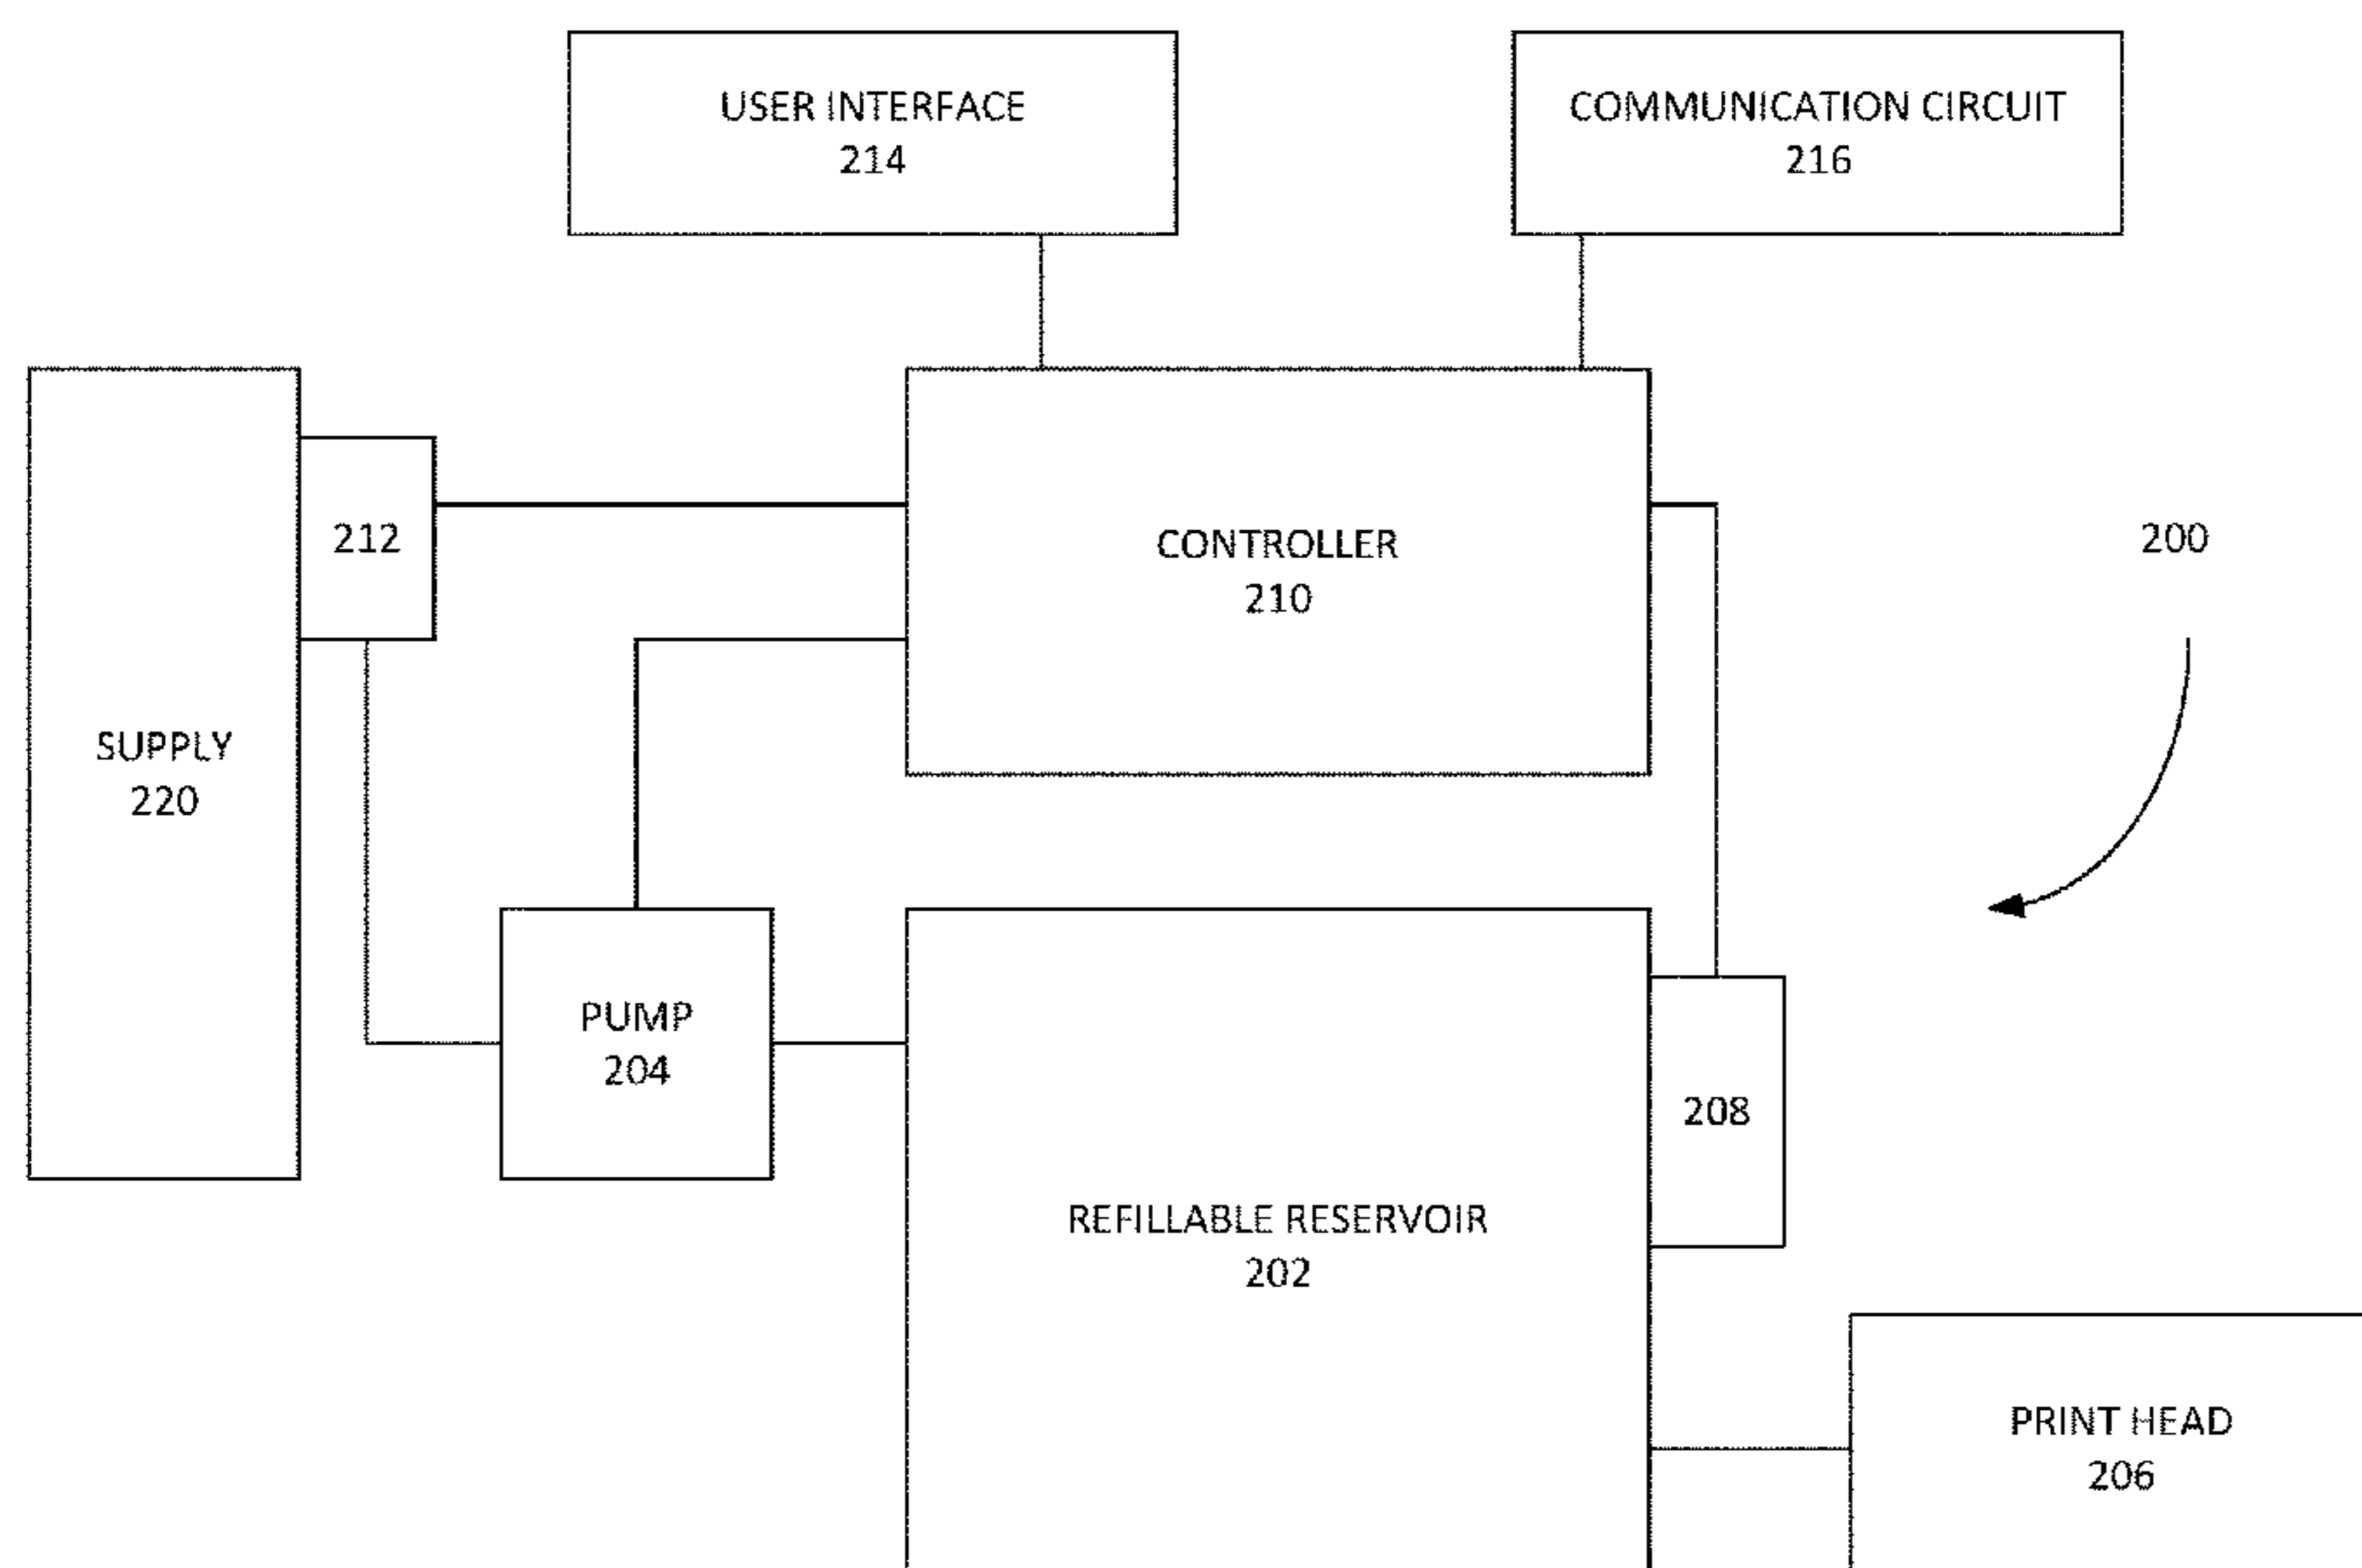 USER INTERFACE
214
COMMUNICATION CIRCUIT
216
212
CONTROLLER
210
200
SUPPLY
220
PUMP
204
208
REFILLABLE RESERVOIR
202
PRINT HEAD
206